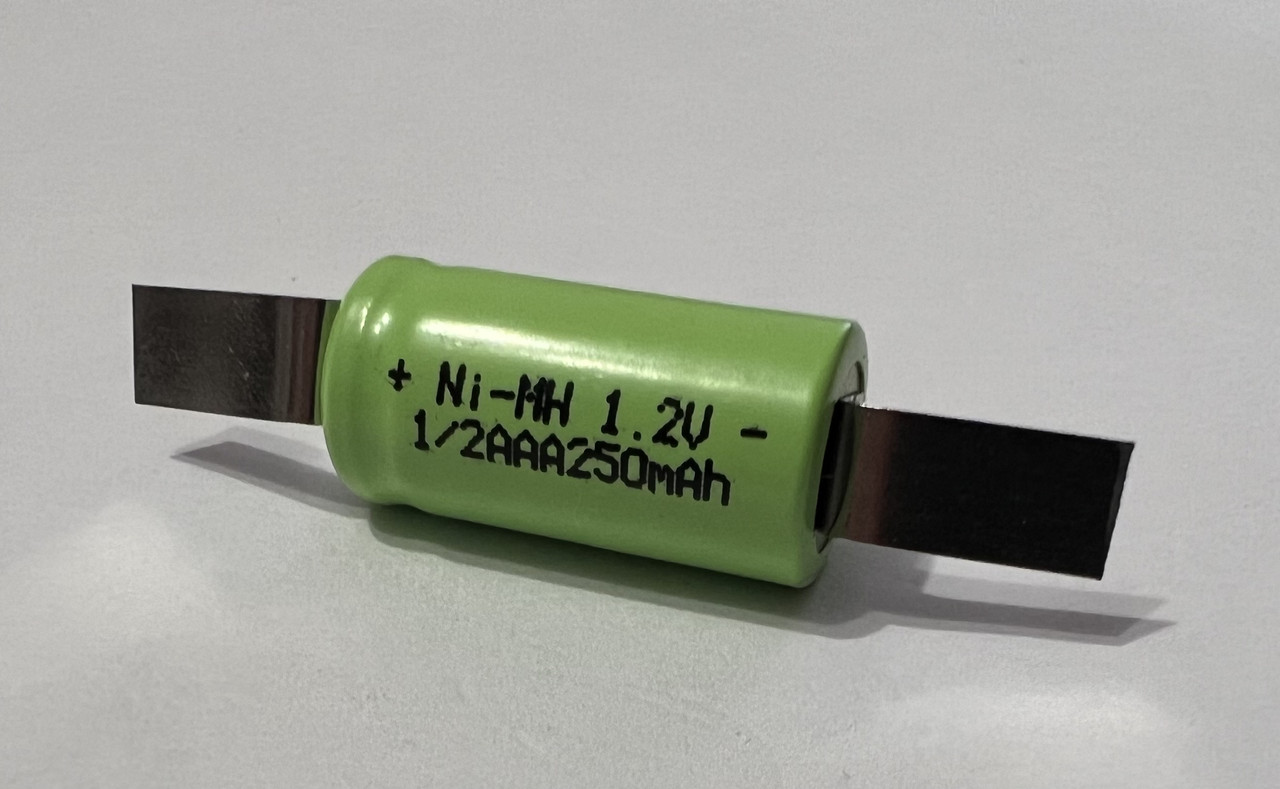 + Ni-MH 1.2V -
1/2AAA250mAh